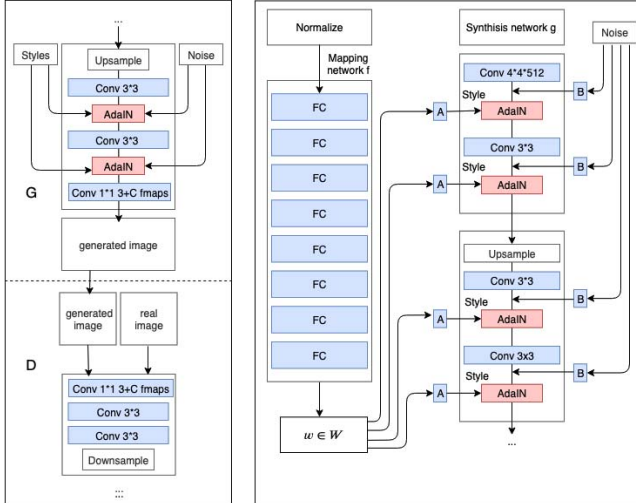 ...
Styles
Upsample
Noise
Conv 3*3
AdaIN
Conv 3*3
AdaIN
G
Conv 1*1 3+C fmaps
generated image
generated
image
real
image
D
Conv 1*1 3+C fmaps
Conv 3*3
Conv 3*3
Downsample
...
Normalize
Mapping
network f
FC
FC
FC
FC
FC
FC
FC
FC
w ∈ W
Synthisis network g
Noise
Conv 4*4*512
Style
B
A
AdaIN
Conv 3*3
Style
B
A
AdaIN
Upsample
Conv 3*3
Style
B
A
AdaIN
Conv 3x3
Style
B
A
AdaIN
...